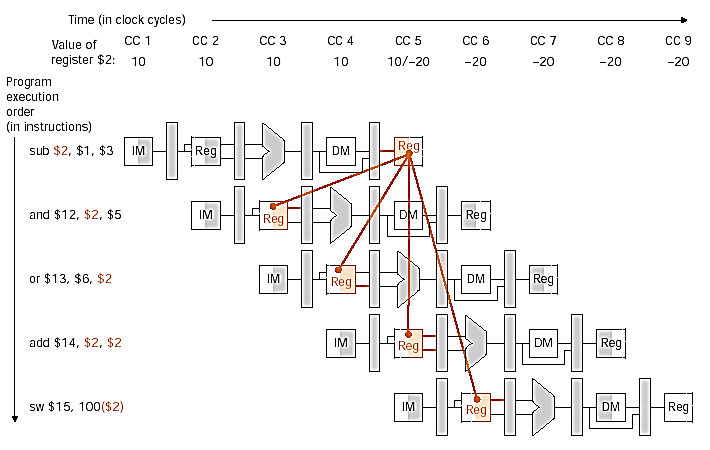 Time (in clock cycles)
CC 1 CC 2 CC 3 CC 4 CC 5 CC 6 CC 7 CC 8 CC 9
Value of
register $2: 10 10 10 10 10/–20 –20 –20 –20 –20
Program
execution
order
(in instructions)
sub $2, $1, $3 IM Reg DM Reg
and $12, $2, $5 IM Reg DM Reg
or $13, $6, $2 IM Reg DM Reg
add $14, $2, $2 IM Reg DM Reg
sw $15, 100($2) IM Reg DM Reg